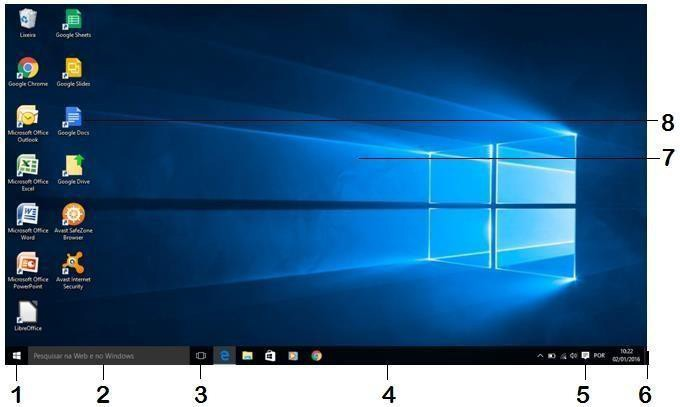 Lixeira
Google Sheets
Google Chrome
Google Slides
Microsoft Office
Outlook
Google Docs
Microsoft Office
Excel
Google Drive
Microsoft Office
Word
Avast SafeZone
Browser
Microsoft Office
PowerPoint
Avast Internet
Security
LibreOffice
8
7
Pesquisar na Web e no Windows
POR
10:22
02/01/2016
1
2
3
4
5
6